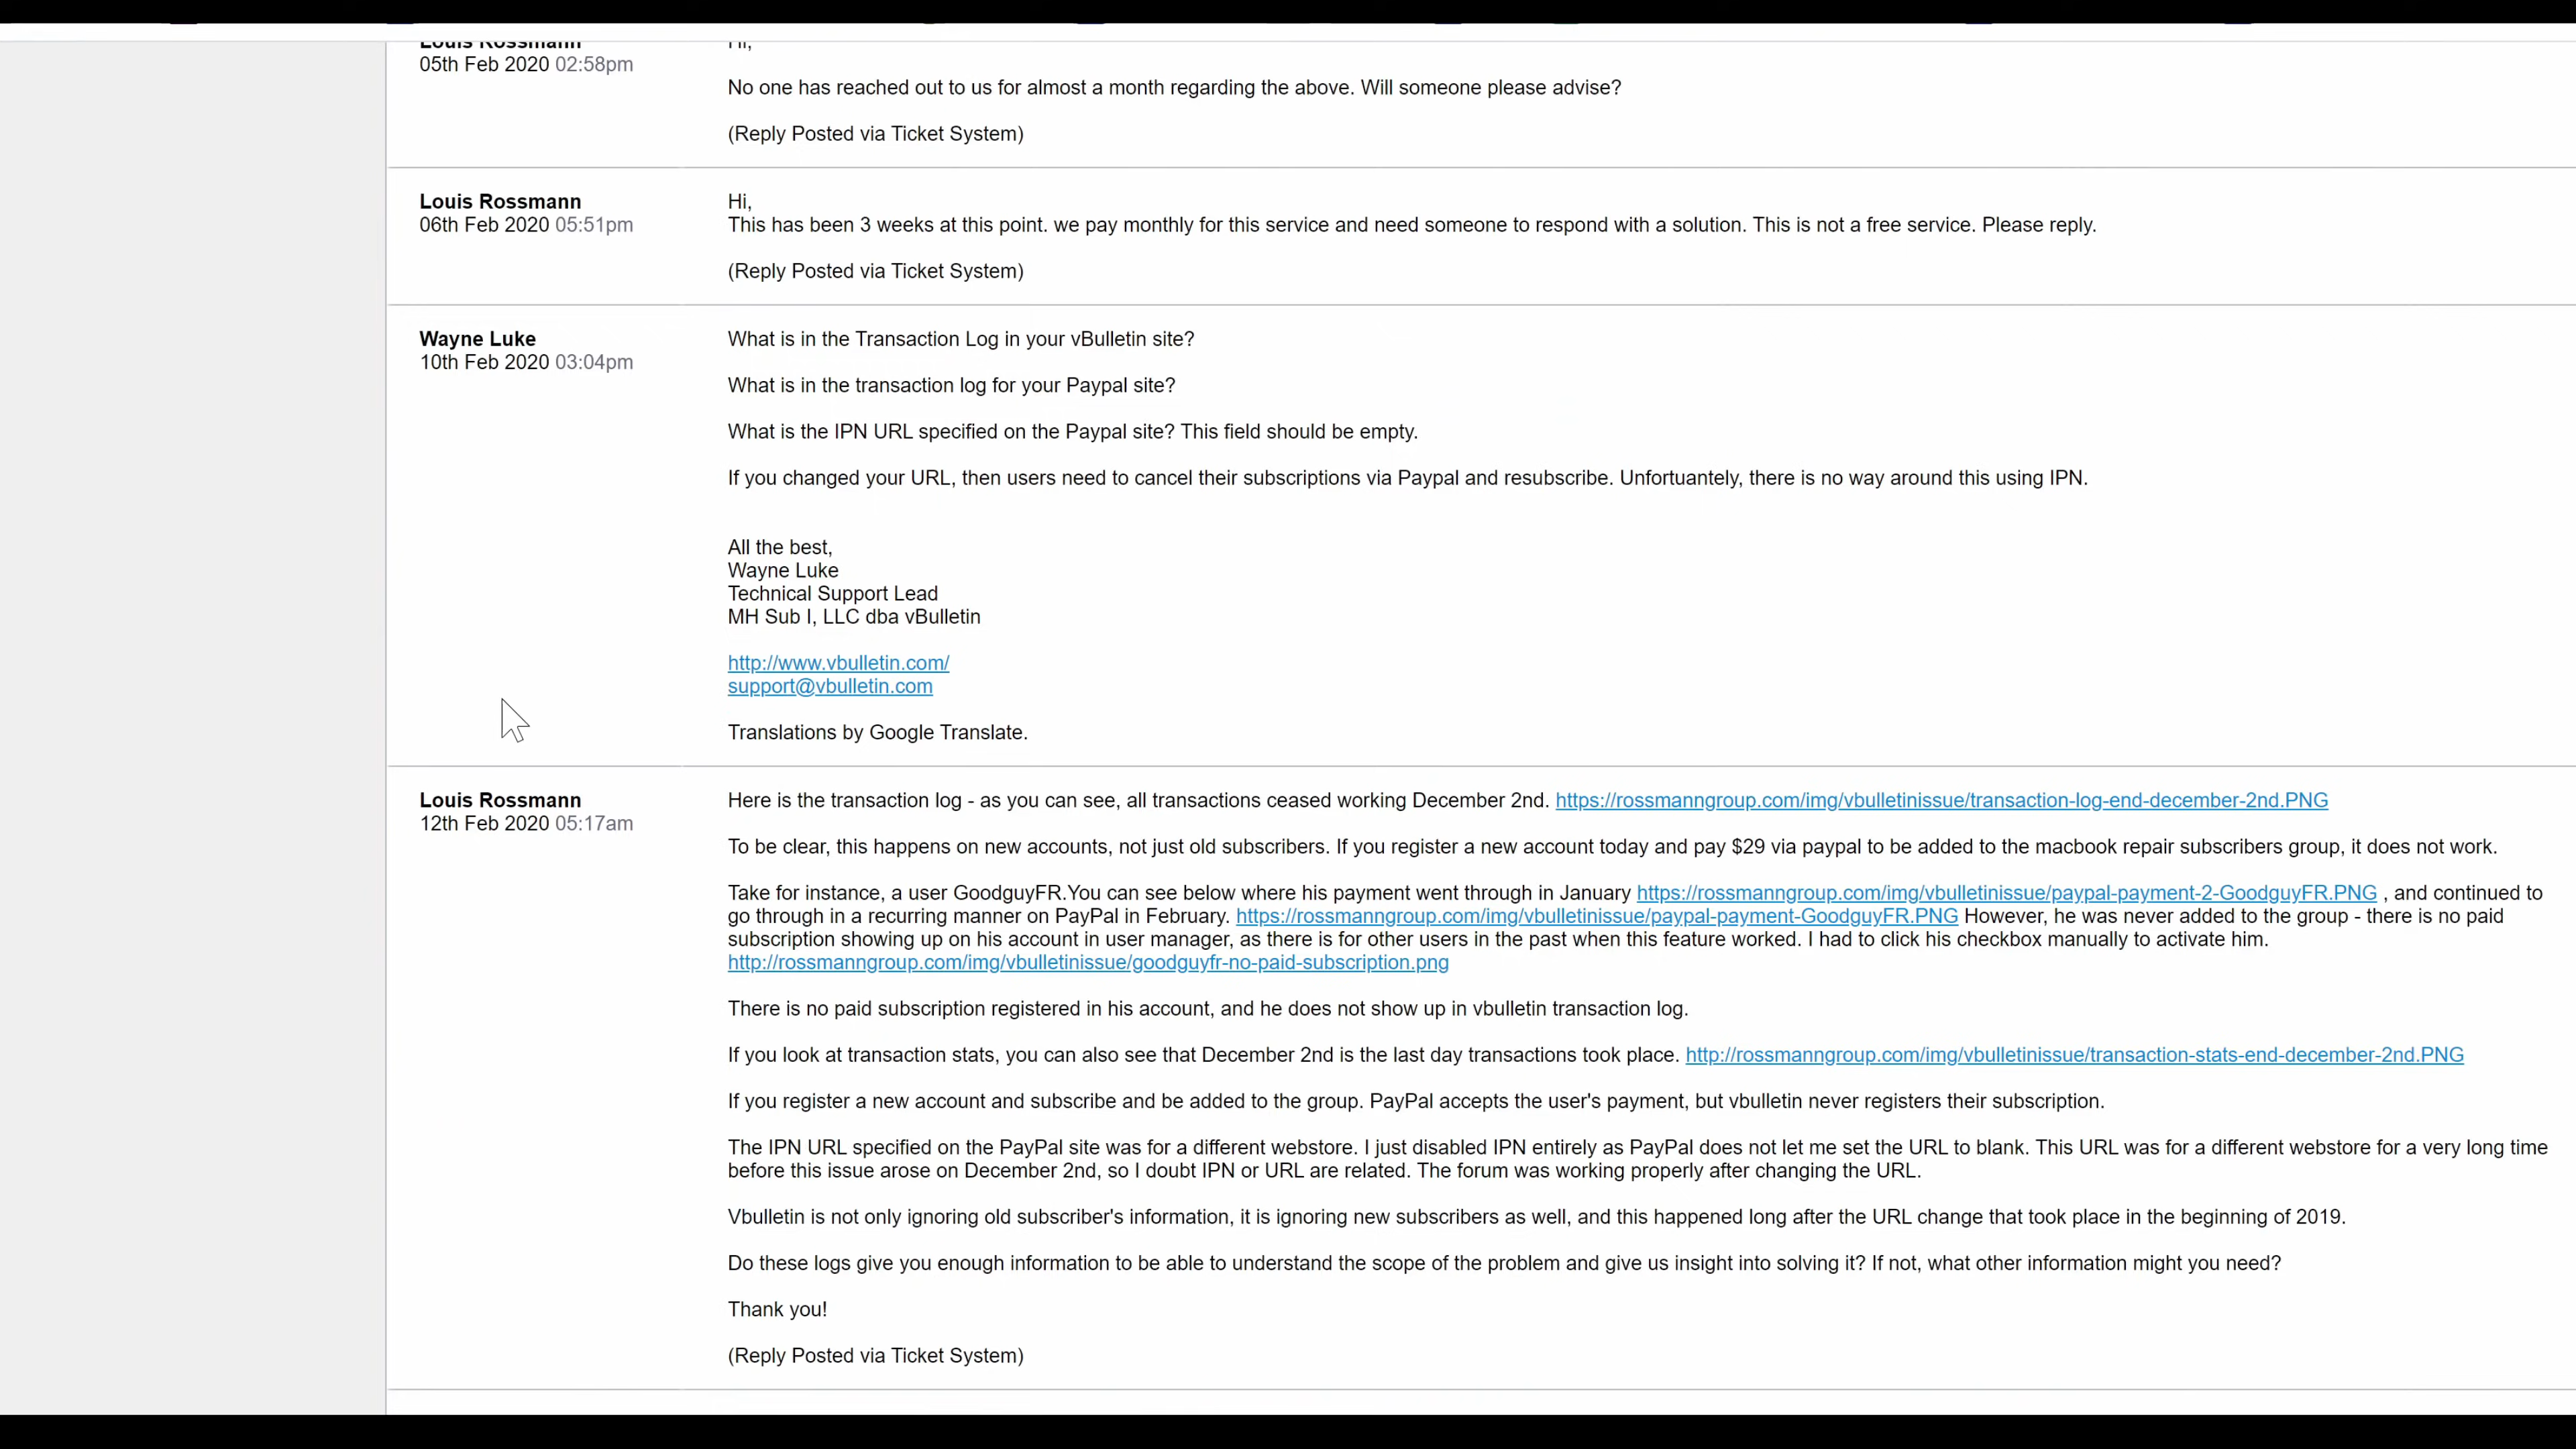 Louis Rossmann
05th Feb 2020 02:58pm
Hi,
No one has reached out to us for almost a month regarding the above. Will someone please advise?
(Reply Posted via Ticket System)
Louis Rossmann
06th Feb 2020 05:51pm
Hi,
This has been 3 weeks at this point. we pay monthly for this service and need someone to respond with a solution. This is not a free service. Please reply.
(Reply Posted via Ticket System)
Wayne Luke
10th Feb 2020 03:04pm
What is in the Transaction Log in your vBulletin site?
What is in the transaction log for your Paypal site?
What is the IPN URL specified on the Paypal site? This field should be empty.
If you changed your URL, then users need to cancel their subscriptions via Paypal and resubscribe. Unfortuantely, there is no way around this using IPN.
All the best,
Wayne Luke
Technical Support Lead
MH Sub I, LLC dba vBulletin
http://www.vbulletin.com/
support@vbulletin.com
Translations by Google Translate.
Louis Rossmann
12th Feb 2020 05:17am
Here is the transaction log - as you can see, all transactions ceased working December 2nd. https://rossmanngroup.com/img/vbulletinissue/transaction-log-end-december-2nd.PNG
To be clear, this happens on new accounts, not just old subscribers. If you register a new account today and pay $29 via paypal to be added to the macbook repair subscribers group, it does not work.
Take for instance, a user GoodguyFR.You can see below where his payment went through in January https://rossmanngroup.com/img/vbulletinissue/paypal-payment-2-GoodguyFR.PNG , and continued to
go through in a recurring manner on PayPal in February. https://rossmanngroup.com/img/vbulletinissue/paypal-payment-GoodguyFR.PNG However, he was never added to the group - there is no paid
subscription showing up on his account in user manager, as there is for other users in the past when this feature worked. I had to click his checkbox manually to activate him.
http://rossmanngroup.com/img/vbulletinissue/goodguyfr-no-paid-subscription.png
There is no paid subscription registered in his account, and he does not show up in vbulletin transaction log.
If you look at transaction stats, you can also see that December 2nd is the last day transactions took place. http://rossmanngroup.com/img/vbulletinissue/transaction-stats-end-december-2nd.PNG
If you register a new account and subscribe and be added to the group. PayPal accepts the user's payment, but vbulletin never registers their subscription.
The IPN URL specified on the PayPal site was for a different webstore. I just disabled IPN entirely as PayPal does not let me set the URL to blank. This URL was for a different webstore for a very long time
before this issue arose on December 2nd, so I doubt IPN or URL are related. The forum was working properly after changing the URL.
Vbulletin is not only ignoring old subscriber's information, it is ignoring new subscribers as well, and this happened long after the URL change that took place in the beginning of 2019.
Do these logs give you enough information to be able to understand the scope of the problem and give us insight into solving it? If not, what other information might you need?
Thank you!
(Reply Posted via Ticket System)